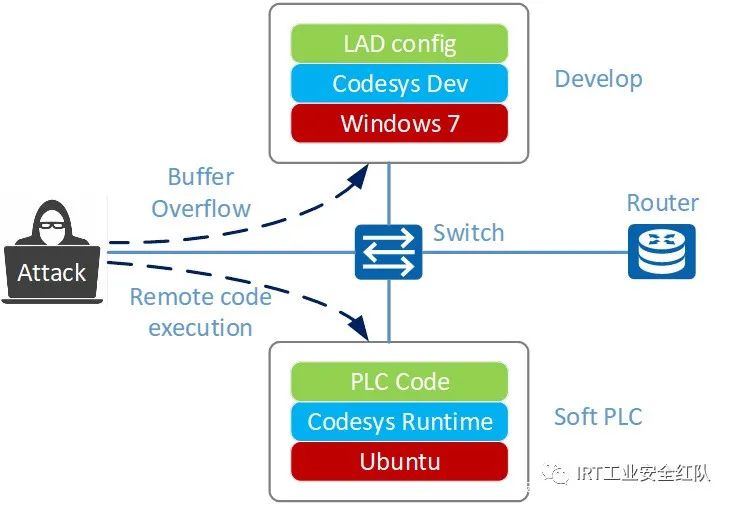 LAD config
Codesys Dev
Windows 7
Develop
Buffer
Overflow
Attack
Switch
Router
Remote code
execution
PLC Code
Codesys Runtime
Ubuntu
Soft PLC
IRT工业安全红队